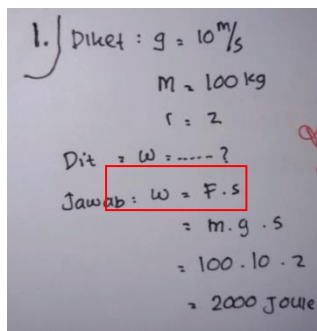 1. Diket : g = 10 m/s
m = 100 kg
r = 2
Dit = W = ..... ?
Jawab : W = F . s
= m . g . s
= 100 . 10 . 2
= 2000 Joule